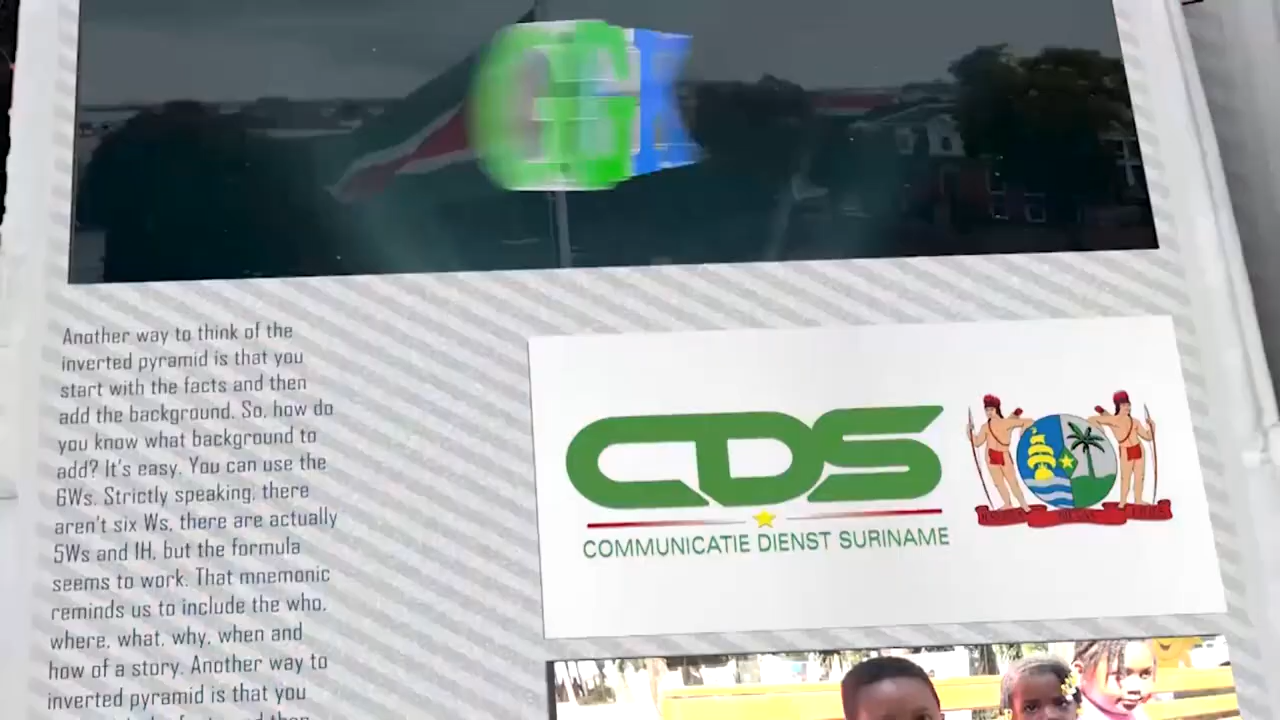 Another way to think of the
inverted pyramid is that you
start with the facts and then
add the background. So, how do
you know what background to
add? It's easy. You can use the
6Ws. Strictly speaking, there
aren't six Ws, there are actually
5Ws and 1H, but the formula
seems to work. That mnemonic
reminds us to include the who,
where, what, why, when and
how of a story. Another way to
inverted pyramid is that you
CDS
COMMUNICATIE DIENST SURINAME